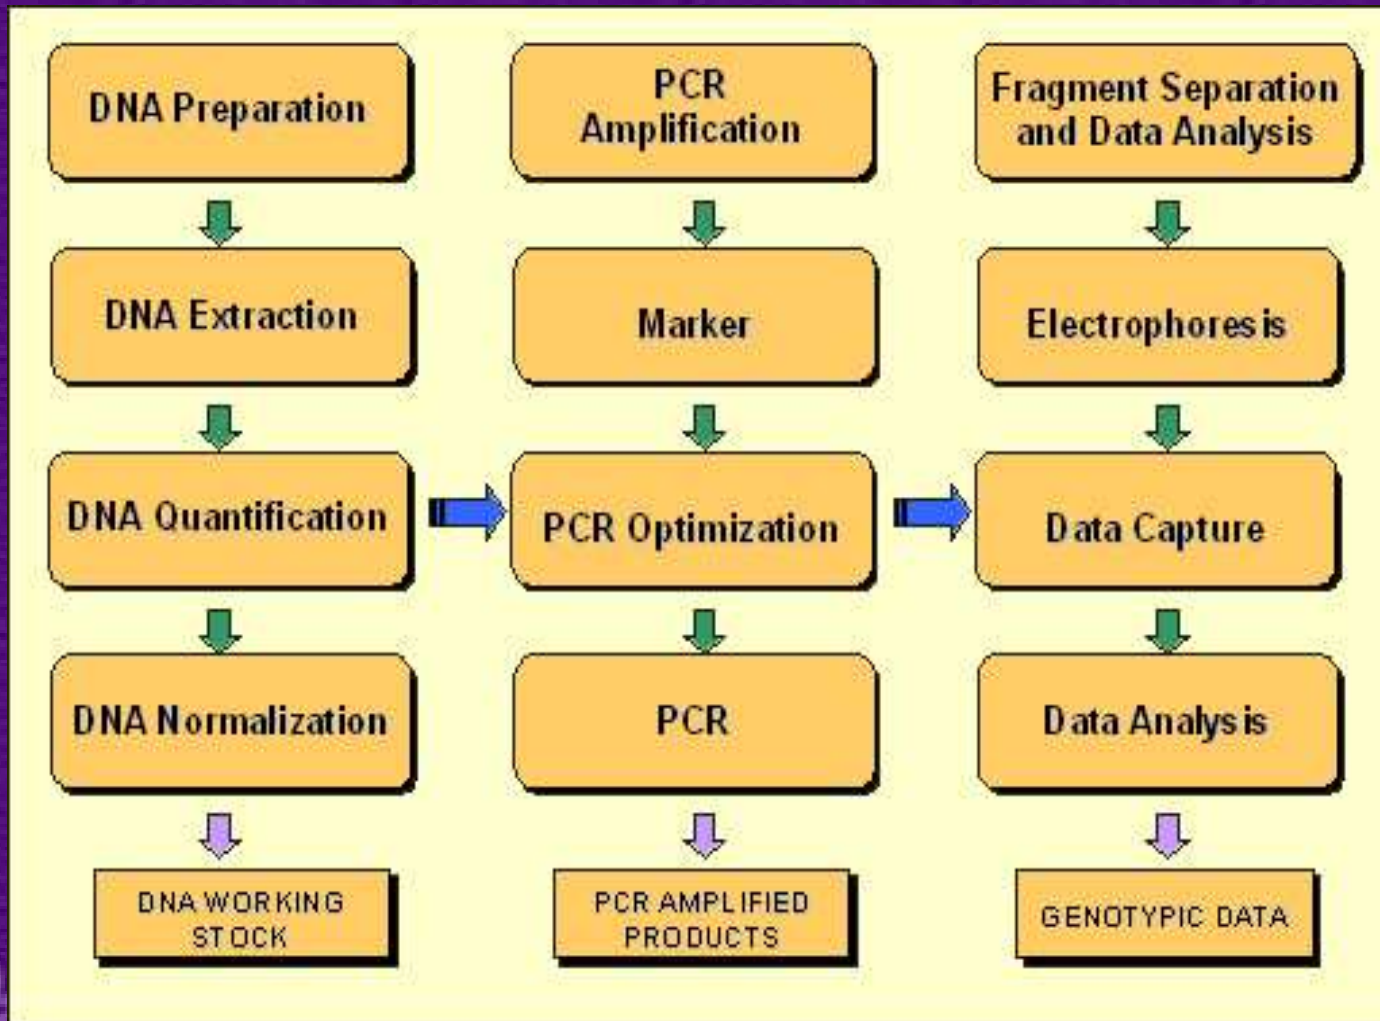 DNA Preparation
DNA Extraction
DNA Quantification
DNA Normalization
DNA WORKING
STOCK
PCR
Amplification
Marker
PCR Optimization
PCR
PCR AMPLIFIED
PRODUCTS
Fragment Separation
and Data Analysis
Electrophoresis
Data Capture
Data Analysis
GENOTYPIC DATA